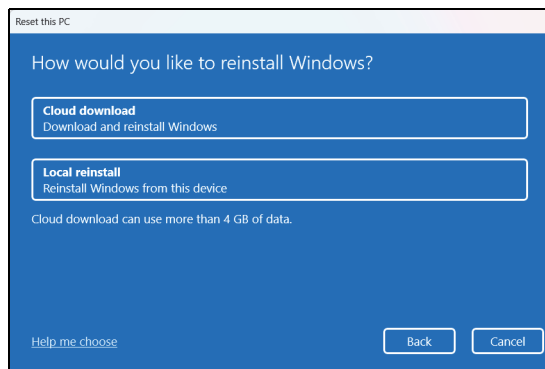 Reset this PC
How would you like to reinstall Windows?
Cloud download
Download and reinstall Windows
Local reinstall
Reinstall Windows from this device
Cloud download can use more than 4 GB of data.
Help me choose
Back
Cancel